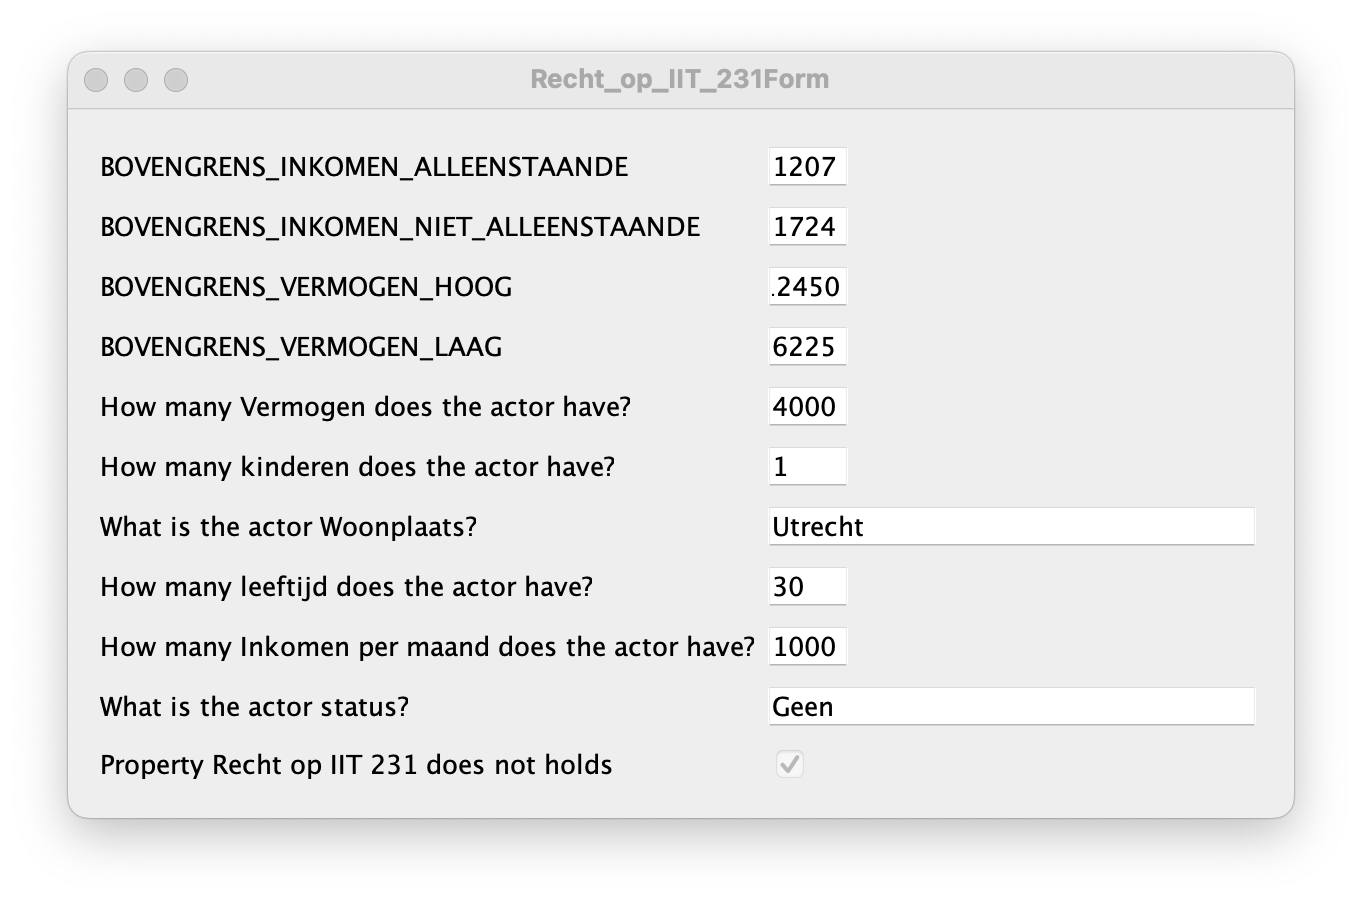 Recht_op_IIT_231Form
BOVENGRENS_INKOMEN_ALLEENSTAANDE 1207
BOVENGRENS_INKOMEN_NIET_ALLEENSTAANDE 1724
BOVENGRENS_VERMOGEN_HOOG .2450
BOVENGRENS_VERMOGEN_LAAG 6225
How many Vermogen does the actor have? 4000
How many kinderen does the actor have? 1
What is the actor Woonplaats? Utrecht
How many leeftijd does the actor have? 30
How many Inkomen per maand does the actor have? 1000
What is the actor status? Geen
Property Recht op IIT 231 does not holds